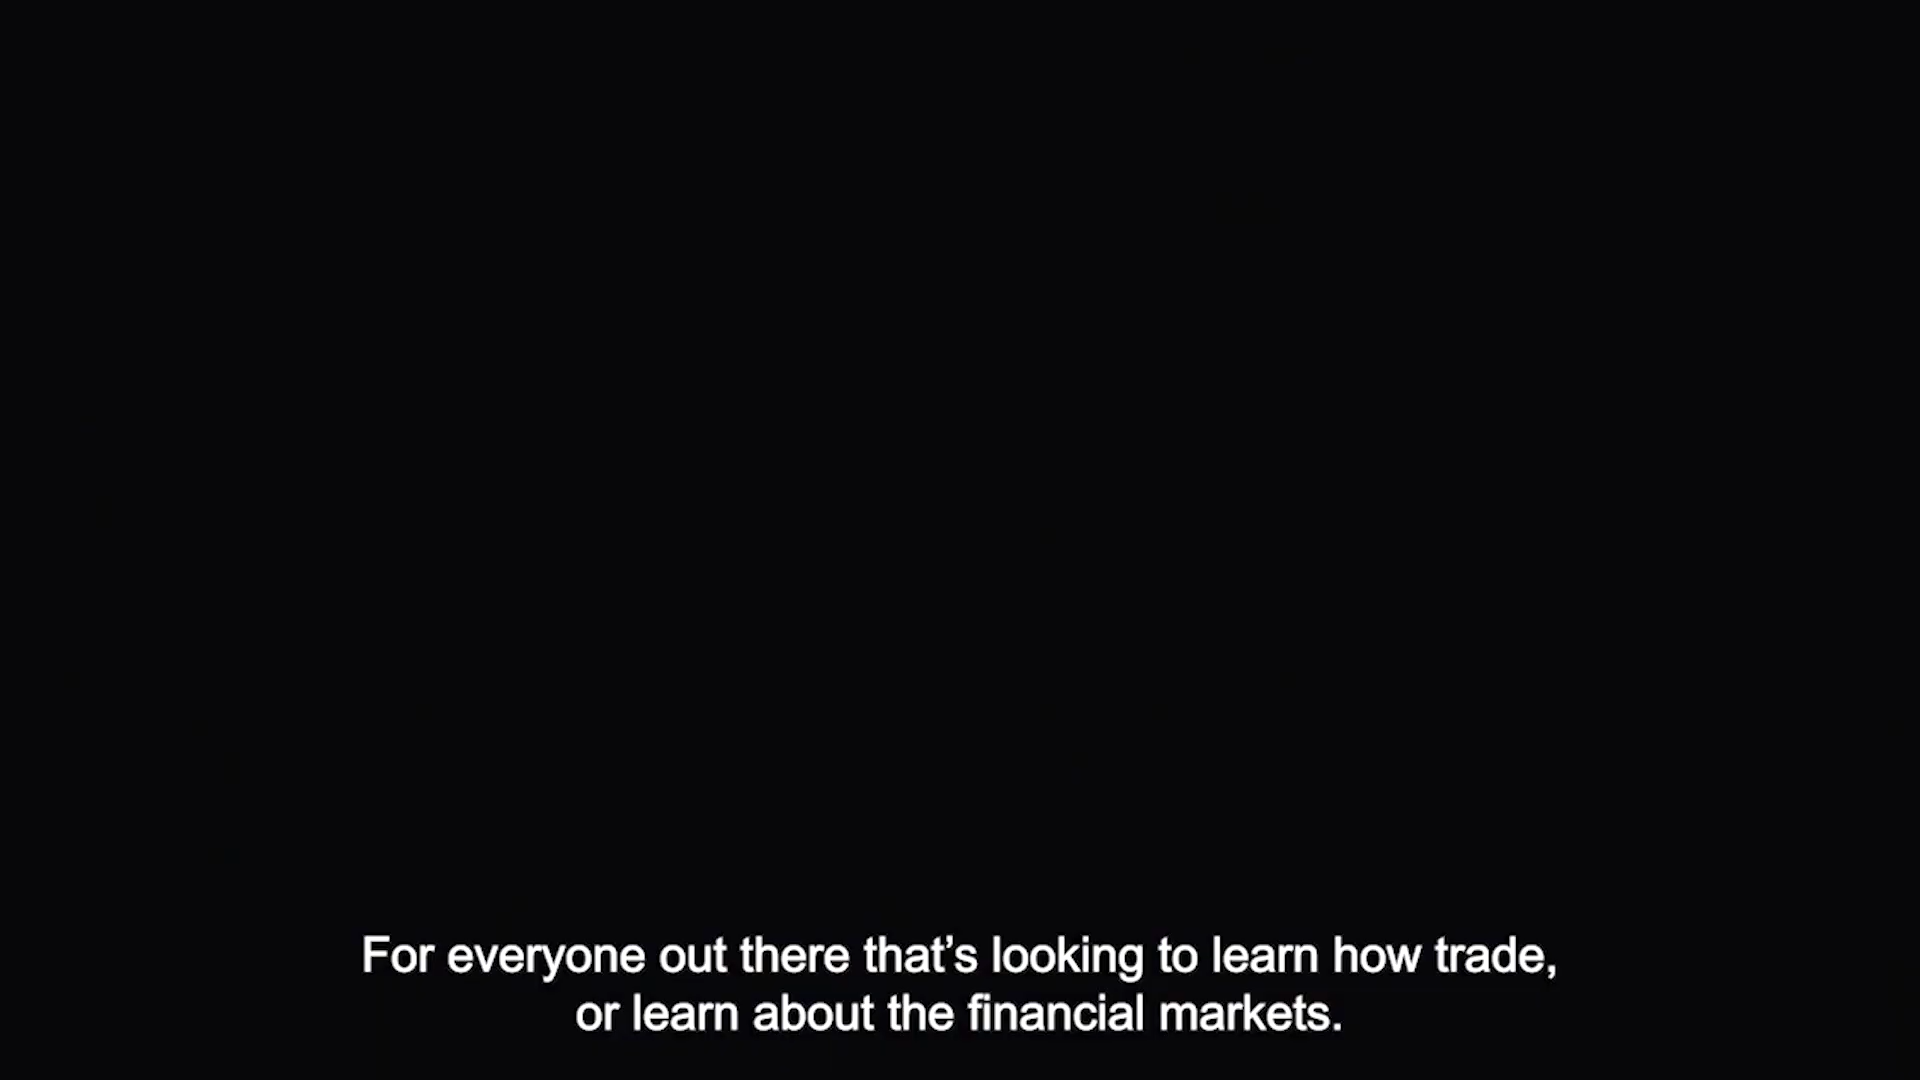 For everyone out there that’s looking to learn how trade,
or learn about the financial markets.